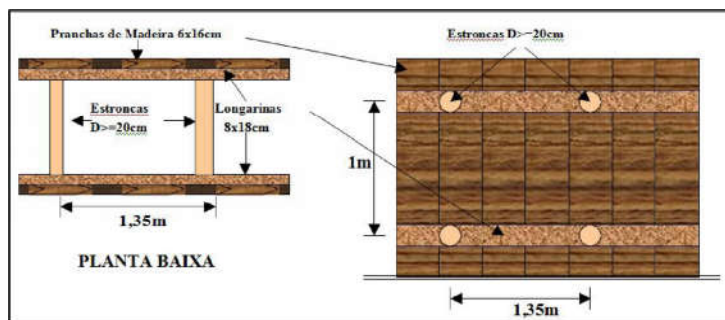 Pranchas de Madeira 6x16cm
Estroncas D>=20cm
Estroncas
D>=20cm
Longarinas
8x18cm
1m
1,35m
PLANTA BAIXA
1,35m